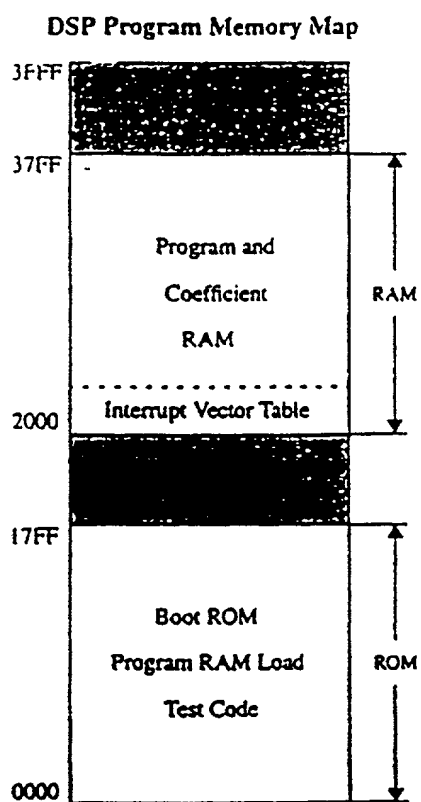 DSP Program Memory Map
3FFF
37FF
Program and
Coefficient
RAM
RAM
Interrupt Vector Table
2000
17FF
Boot ROM
Program RAM Load
ROM
Test Code
0000